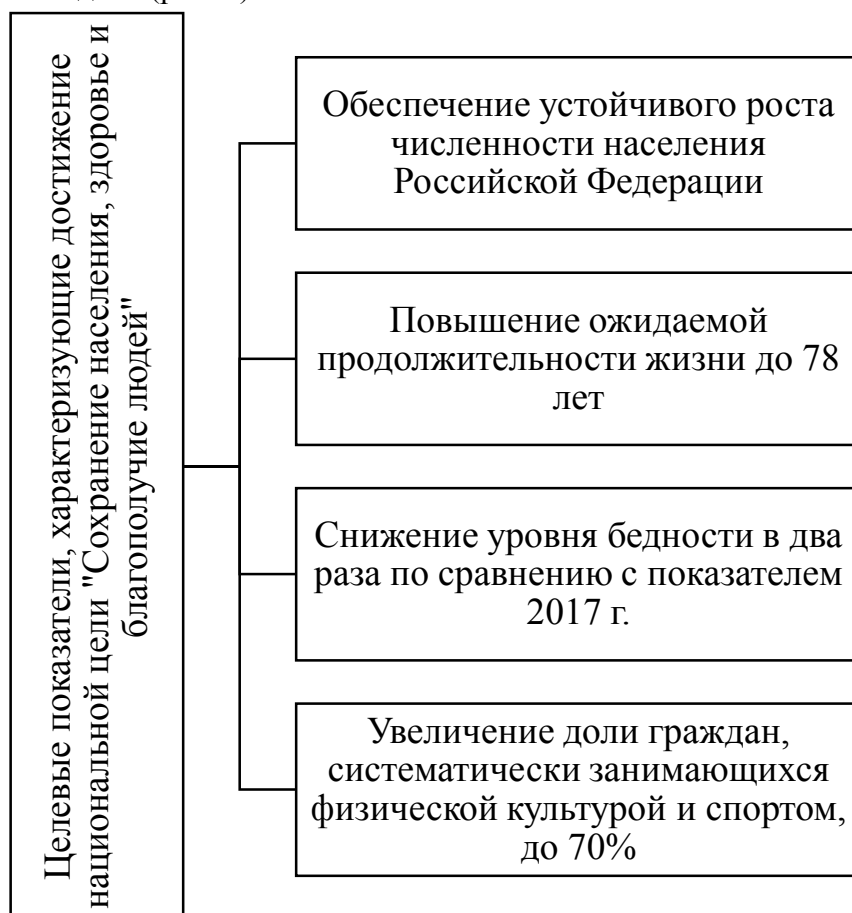 Целевые показатели, характеризующие достижение
национальной цели "Сохранение населения, здоровье и
благополучие людей"
Обеспечение устойчивого роста
численности населения
Российской Федерации
Повышение ожидаемой
продолжительности жизни до 78
лет
Снижение уровня бедности в два
раза по сравнению с показателем
2017 г.
Увеличение доли граждан,
систематически занимающихся
физической культурой и спортом,
до 70%